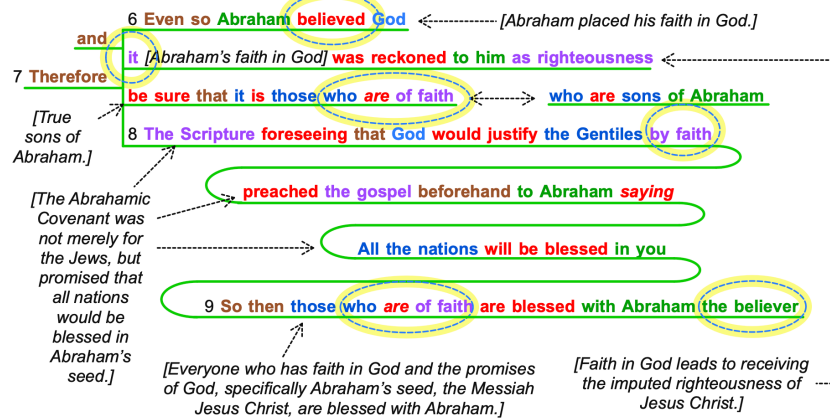 6 Even so Abraham believed God
[Abraham placed his faith in God.]
and
it [Abraham's faith in God] was reckoned to him as righteousness
7 Therefore
be sure that it is those who are of faith
who are sons of Abraham
[True
sons of
Abraham.]
8 The Scripture foreseeing that God would justify the Gentiles by faith
preached the gospel beforehand to Abraham saying
[The Abrahamic
Covenant was
not merely for
the Jews, but
promised that
all nations
would be
blessed in
Abraham's
seed.]
All the nations will be blessed in you
9 So then those who are of faith are blessed with Abraham the believer
[Everyone who has faith in God and the promises
of God, specifically Abraham's seed, the Messiah
Jesus Christ, are blessed with Abraham.]
[Faith in God leads to receiving
the imputed righteousness of
Jesus Christ.]